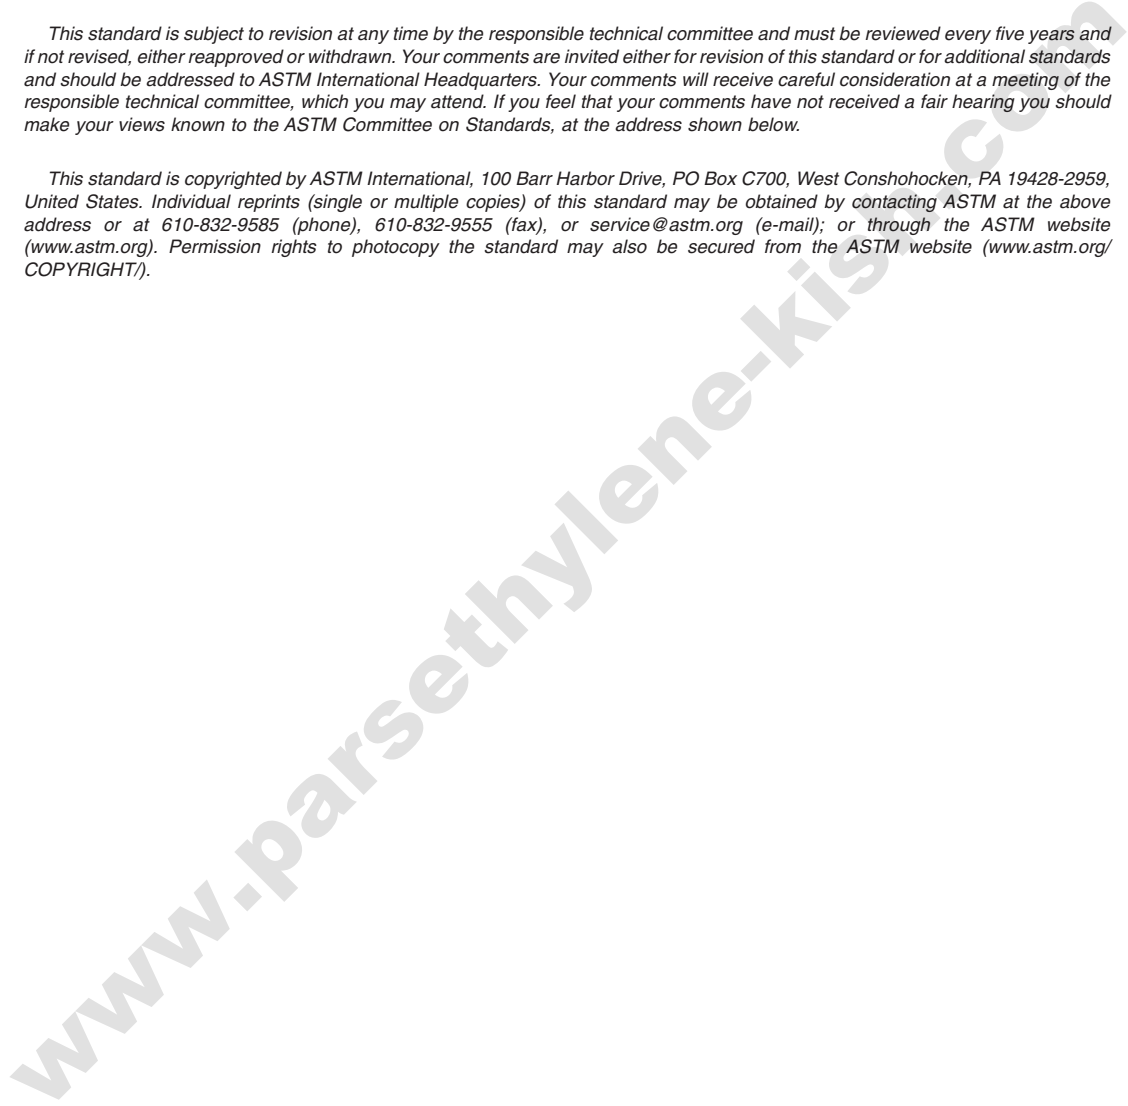 This standard is subject to revision at any time by the responsible technical committee and must be reviewed every five years and
if not revised, either reapproved or withdrawn. Your comments are invited either for revision of this standard or for additional standards
and should be addressed to ASTM International Headquarters. Your comments will receive careful consideration at a meeting of the
responsible technical committee, which you may attend. If you feel that your comments have not received a fair hearing you should
make your views known to the ASTM Committee on Standards, at the address shown below.
This standard is copyrighted by ASTM International, 100 Barr Harbor Drive, PO Box C700, West Conshohocken, PA 19428-2959,
United States. Individual reprints (single or multiple copies) of this standard may be obtained by contacting ASTM at the above
address or at 610-832-9585 (phone), 610-832-9555 (fax), or service@astm.org (e-mail); or through the ASTM website
(www.astm.org). Permission rights to photocopy the standard may also be secured from the ASTM website (www.astm.org/
COPYRIGHT/).
www.parsethylene-kish.com